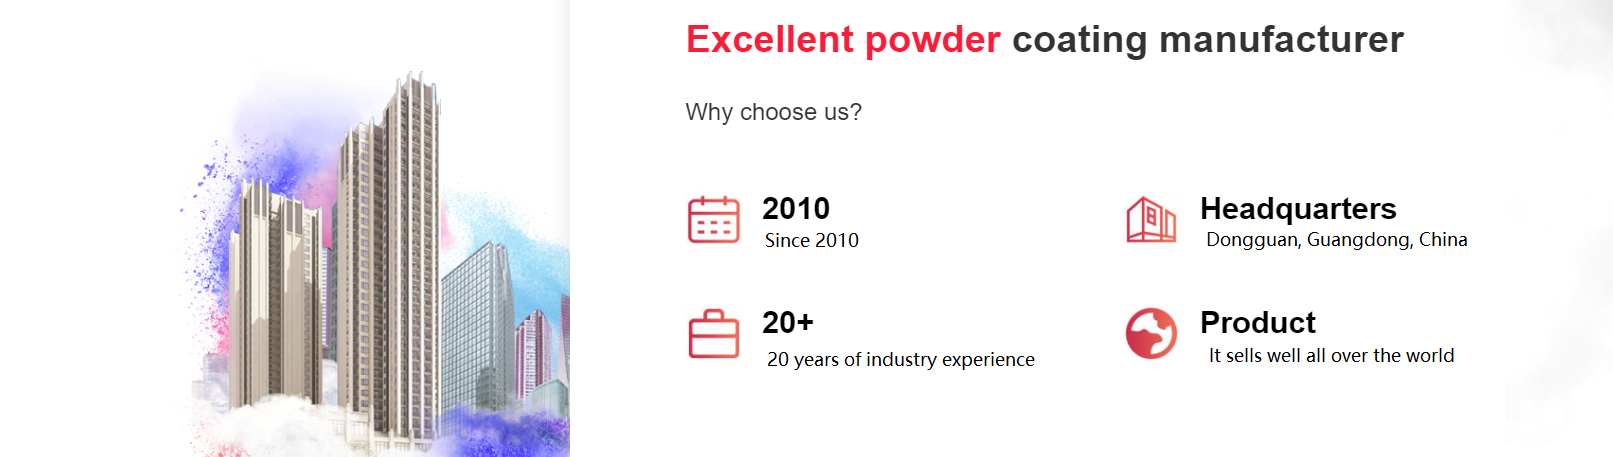 Excellent powder coating manufacturer
Why choose us?
2010
Since 2010
Headquarters
Dongguan, Guangdong, China
20+
20 years of industry experience
Product
It sells well all over the world